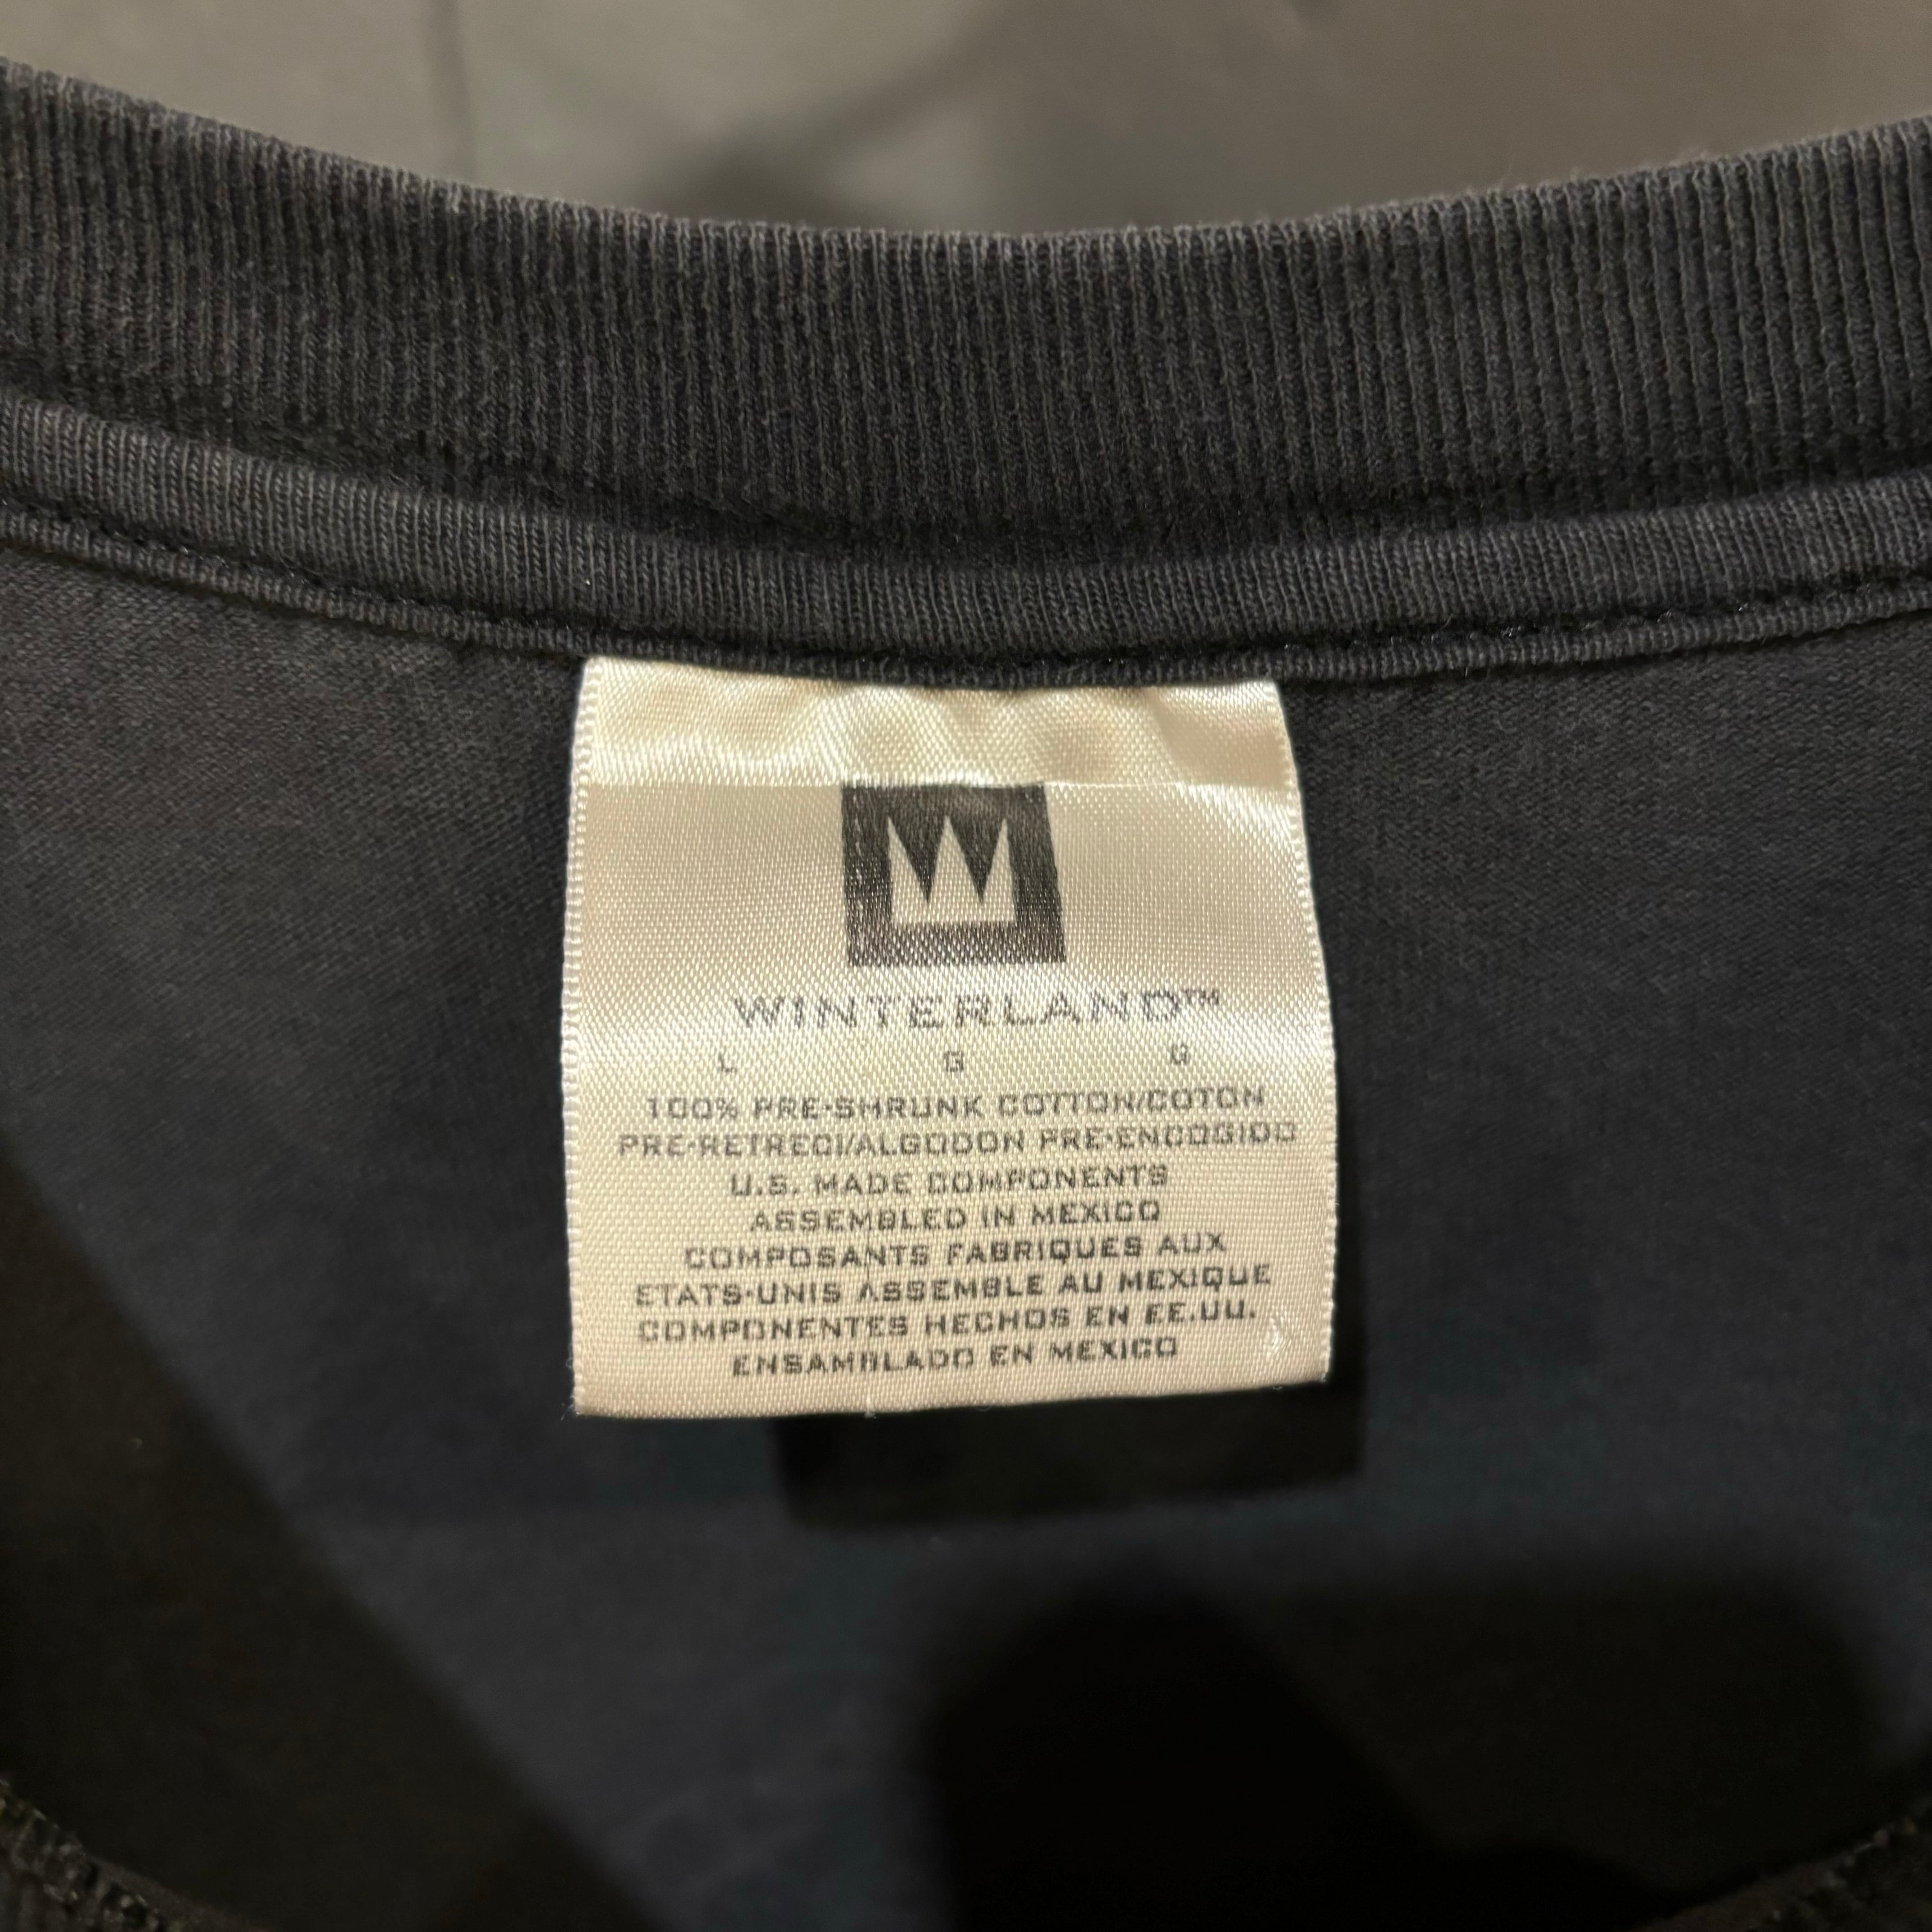 W
WINTERLAND™
L G G
100% PRE-SHRUNK COTTON/COTON
PRE-RETRECI/ALGODON PRE-ENCOGIDO
U.S. MADE COMPONENTS
ASSEMBLED IN MEXICO
COMPOSANTS FABRIQUES AUX
ETATS-UNIS ASSEMBLE AU MEXIQUE
COMPONENTES HECHOS EN EE.UU.
ENSAMBLADO EN MEXICO